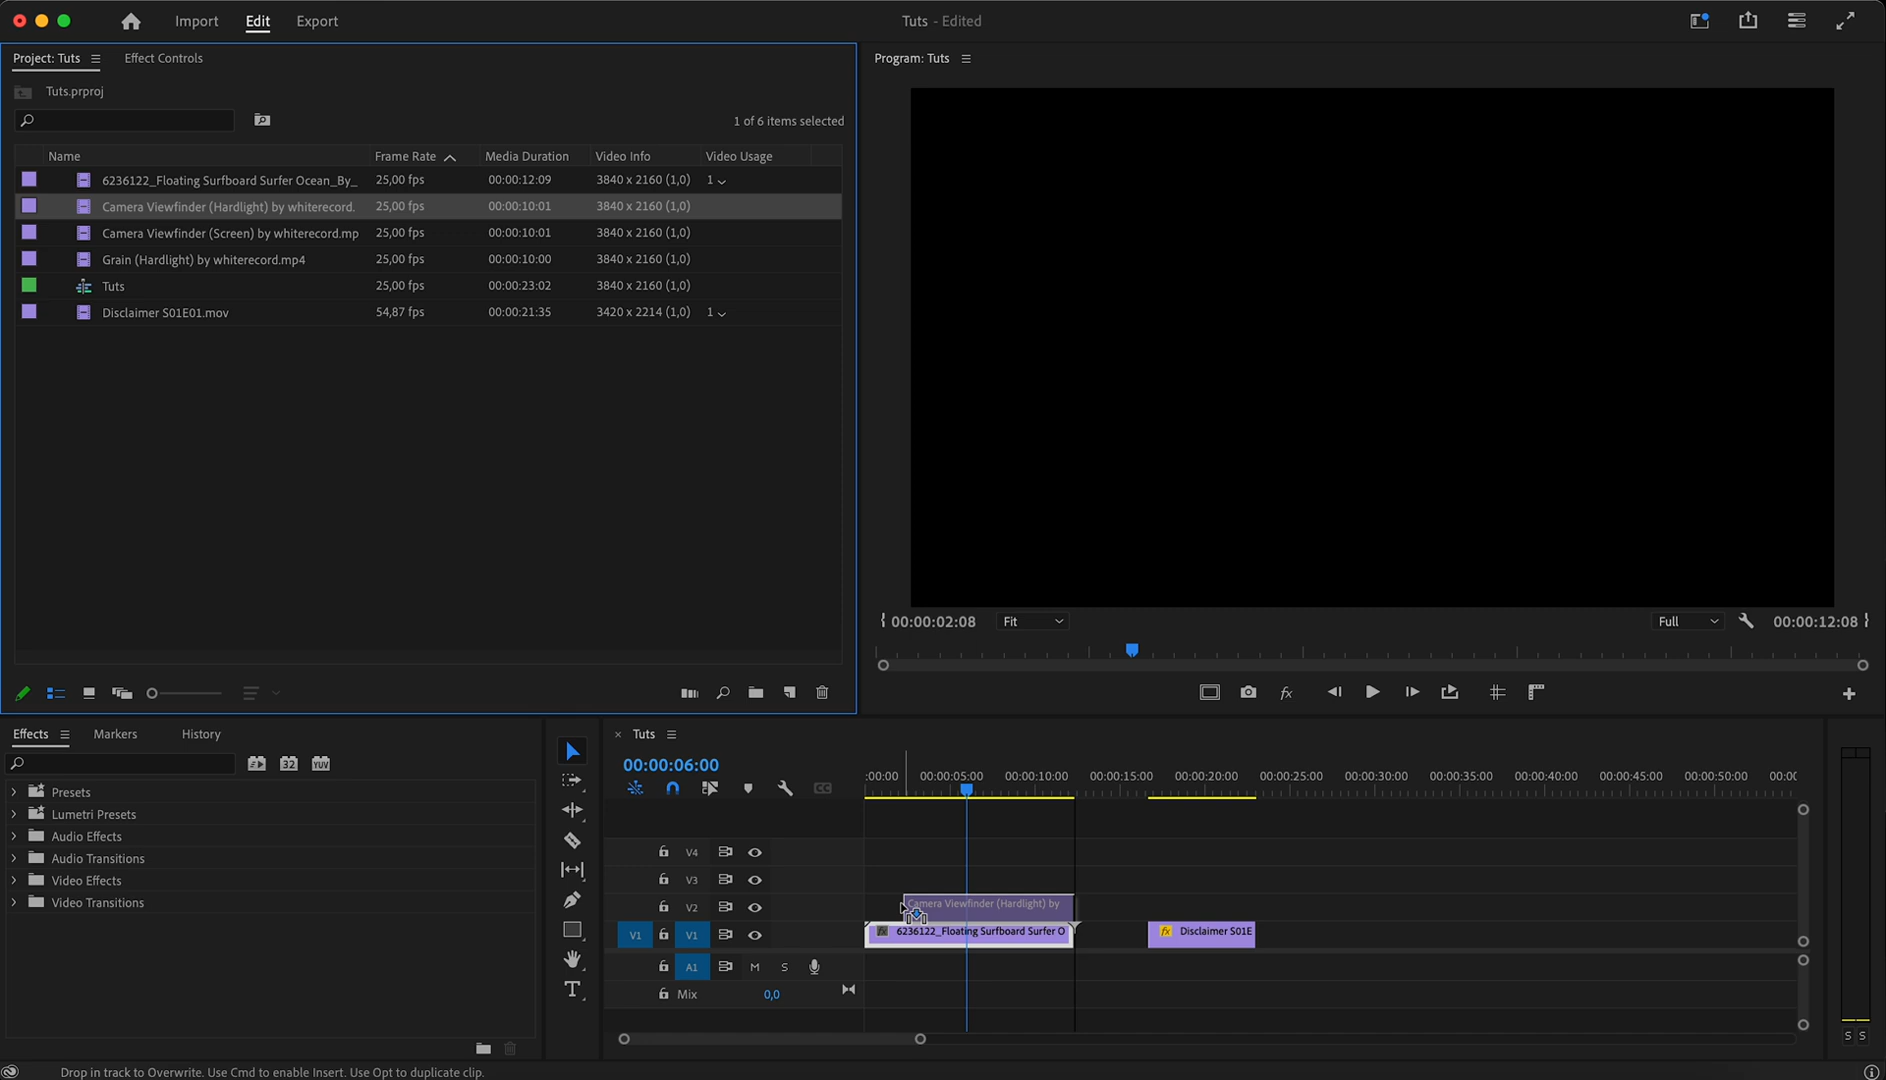 Import Edit Export Tuts - Edited
Project: Tuts Effect Controls
Program: Tuts
Tuts.prproj
1 of 6 items selected
Name Frame Rate Media Duration Video Info Video Usage
6236122_Floating Surfboard Surfer Ocean_By_ 25,00 fps 00:00:12:09 3840 x 2160 (1,0) 1
Camera Viewfinder (Hardlight) by whiterecord. 25,00 fps 00:00:10:01 3840 x 2160 (1,0)
Camera Viewfinder (Screen) by whiterecord.mp 25,00 fps 00:00:10:01 3840 x 2160 (1,0)
Grain (Hardlight) by whiterecord.mp4 25,00 fps 00:00:10:00 3840 x 2160 (1,0)
Tuts 25,00 fps 00:00:23:02 3840 x 2160 (1,0)
Disclaimer S01E01.mov 54,87 fps 00:00:21:35 3420 x 2214 (1,0) 1
00:00:02:08 Fit Full 00:00:12:08
fx
Effects Markers History
32 YUV
Presets
Lumetri Presets
Audio Effects
Audio Transitions
Video Effects
Video Transitions
T
Tuts
00:00:06:00
:00:00 00:00:05:00 00:00:10:00 00:00:15:00 00:00:20:00 00:00:25:00 00:00:30:00 00:00:35:00 00:00:40:00 00:00:45:00 00:00:50:00 00:00
CC
V4
V3
V2 Camera Viewfinder (Hardlight) by
V1 V1 fx 6236122_Floating Surfboard Surfer O fx Disclaimer S01E
A1 M S
Mix 0,0
S S
Drop in track to Overwrite. Use Cmd to enable Insert. Use Opt to duplicate clip.